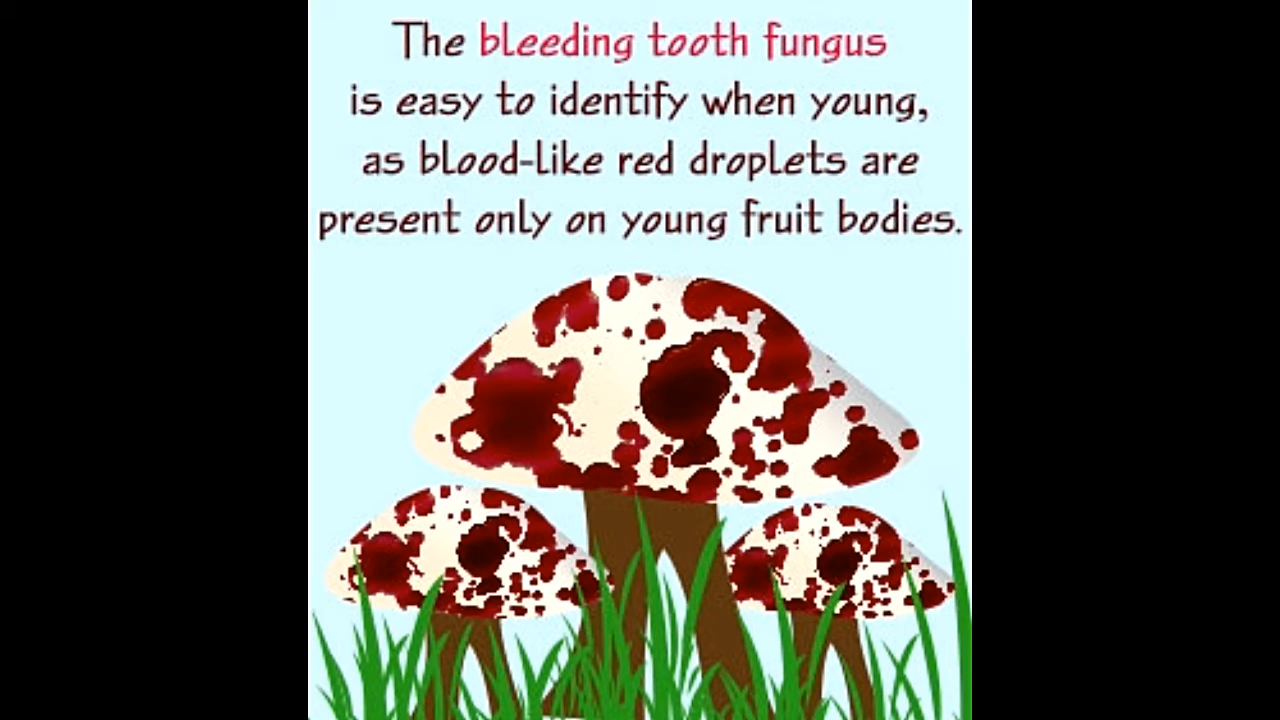 The bleeding tooth fungus
is easy to identify when young,
as blood-like red droplets are
present only on young fruit bodies.